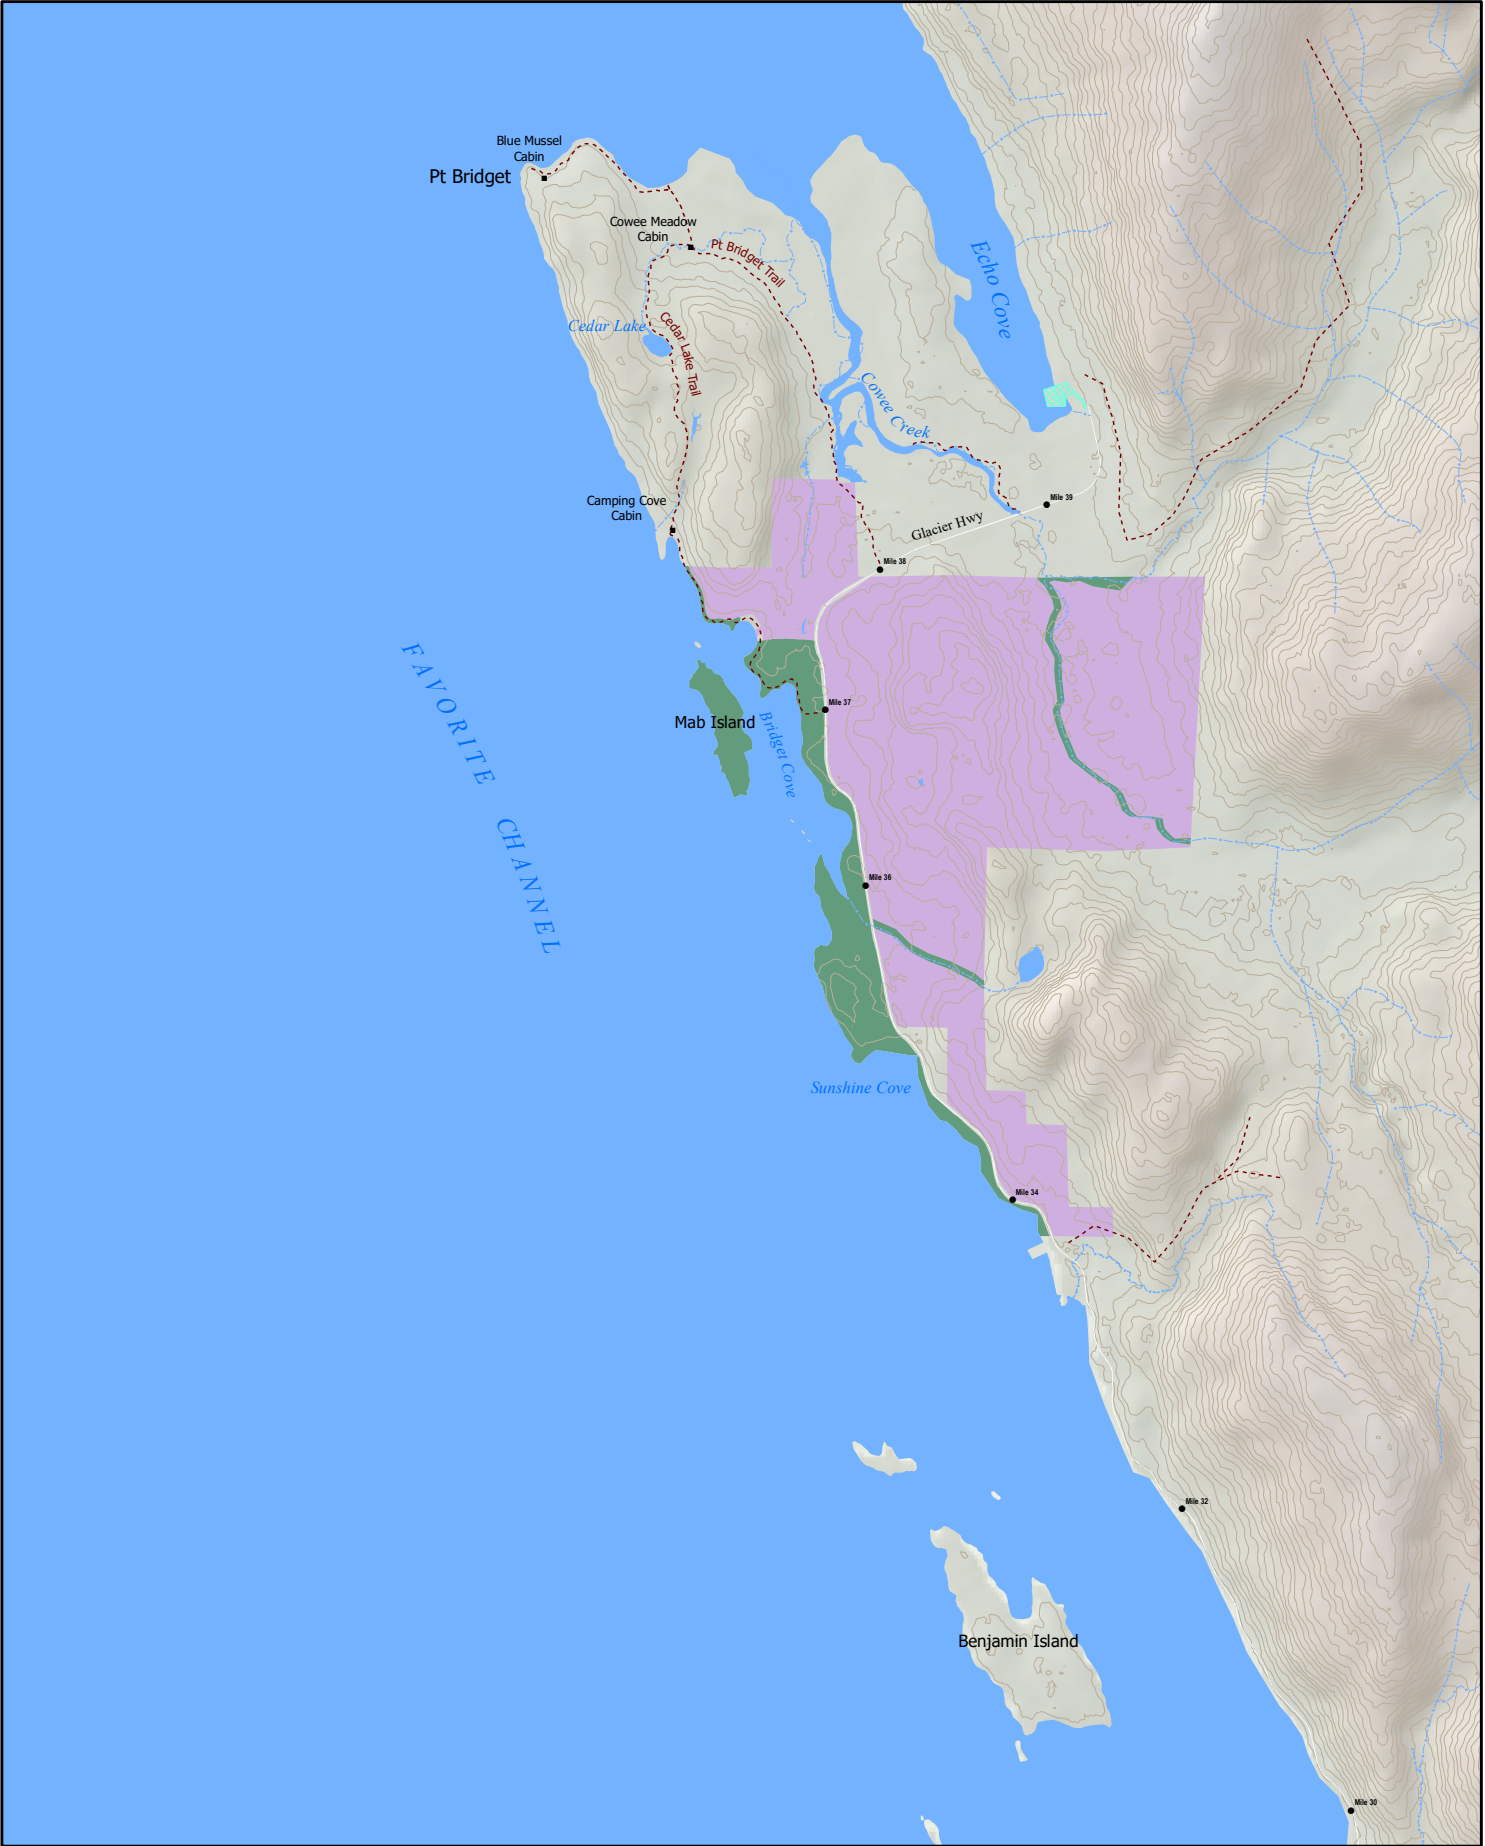 Blue Mussel
Cabin
Pt Bridget
Cowee Meadow
Cabin
Pt Bridget Trail
Echo Cove
Cedar Lake
Cedar Lake Trail
Cowee Creek
Camping Cove
Cabin
Mile 39
Glacier Hwy
Mile 38
FAVORITE CHANNEL
Mab Island
Bridget Cove
Mile 37
Mile 36
Sunshine Cove
Mile 34
Mile 32
Benjamin Island
Mile 30